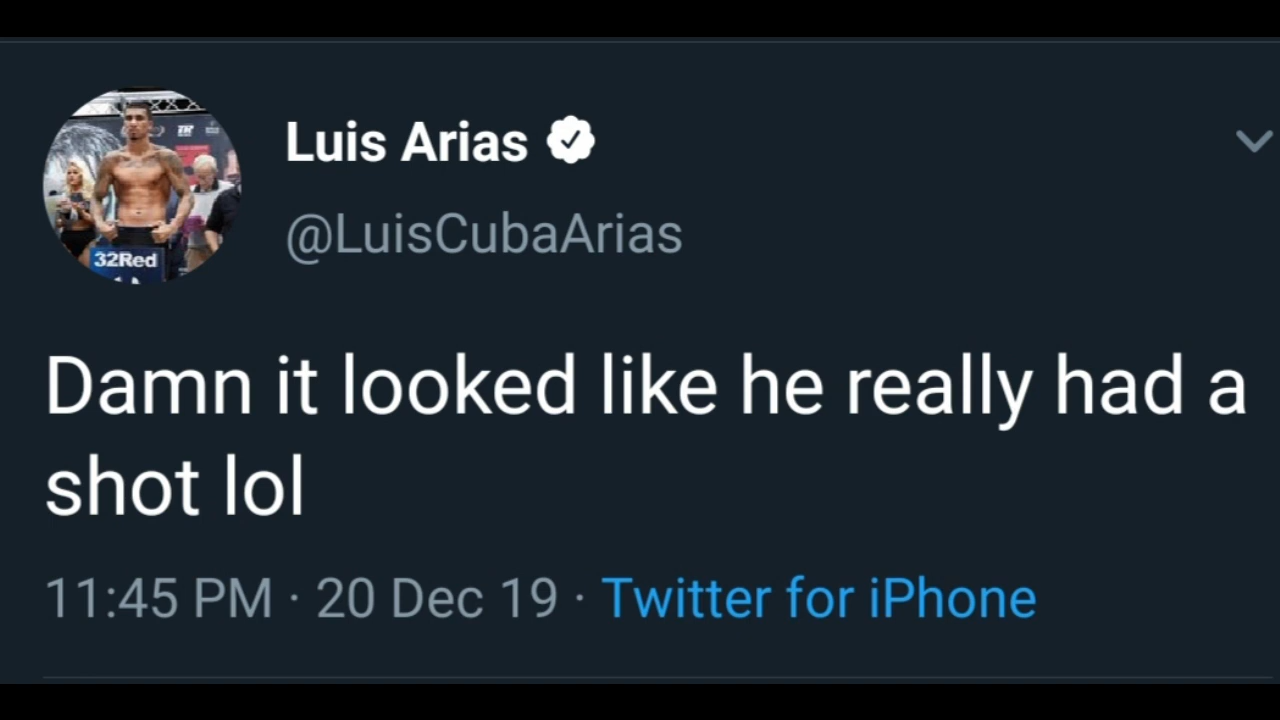 Luis Arias
@LuisCubaArias
32Red
Damn it looked like he really had a
shot lol
11:45 PM · 20 Dec 19 · Twitter for iPhone